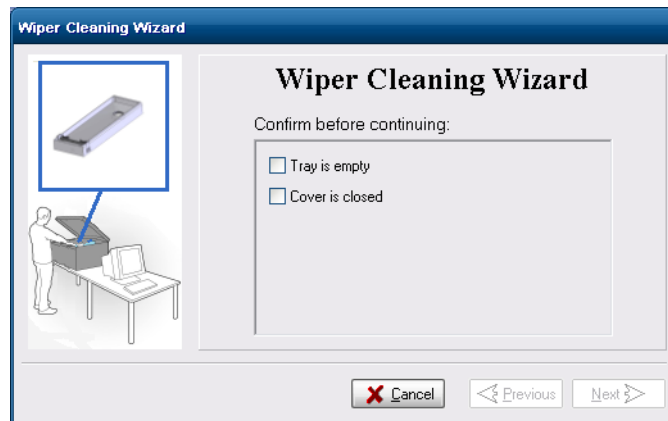 Wiper Cleaning Wizard
Wiper Cleaning Wizard
Confirm before continuing:
Tray is empty
Cover is closed
Cancel
Previous
Next